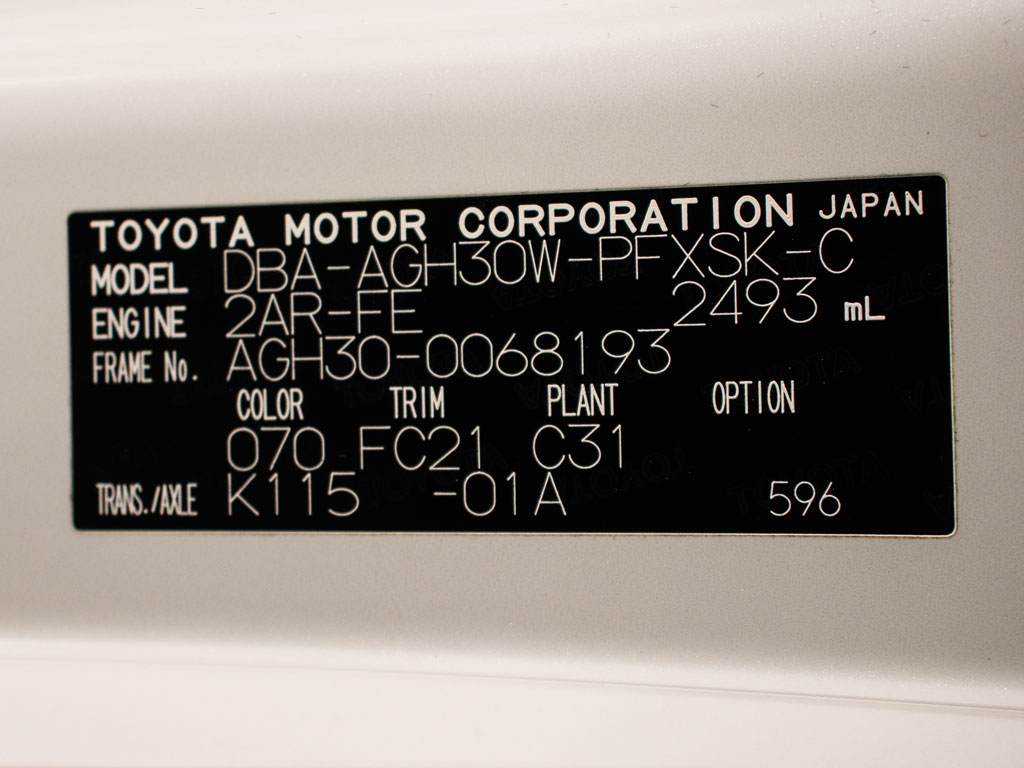 TOYOTA MOTOR CORPORATION JAPAN
MODEL DBA-AGH30W-PFXSK-C
ENGINE 2AR-FE 2493 mL
FRAME No. AGH30-0068193
COLOR TRIM PLANT OPTION
070 FC21 C31
TRANS./AXLE K115 -01A 596